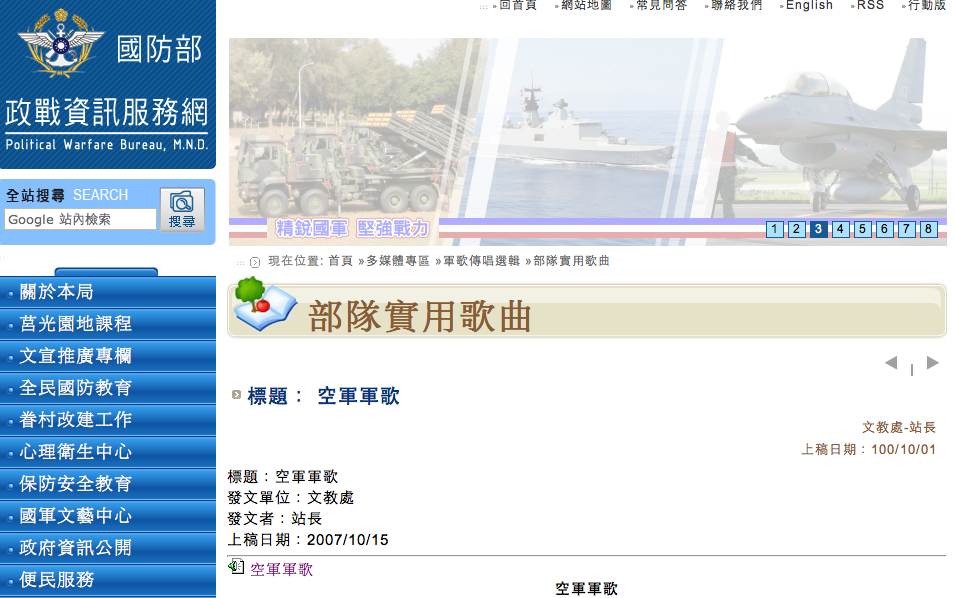 »回首頁 »網站地圖 »常見問答 »聯絡我們 »English »RSS »行動版
國防部
政戰資訊服務網
Political Warfare Bureau, M.N.D.
全站搜尋 SEARCH
Google 站內檢索
搜尋
精銳國軍 堅強戰力
1 2 3 4 5 6 7 8
現在位置: 首頁 »多媒體專區 »軍歌傳唱選輯 »部隊實用歌曲
關於本局
莒光園地課程
文宣推廣專欄
全民國防教育
眷村改建工作
心理衛生中心
保防安全教育
國軍文藝中心
政府資訊公開
便民服務
部隊實用歌曲
|
標題： 空軍軍歌
文教處-站長
上稿日期：100/10/01
標題：空軍軍歌
發文單位：文教處
發文者：站長
上稿日期：2007/10/15
空軍軍歌
空軍軍歌